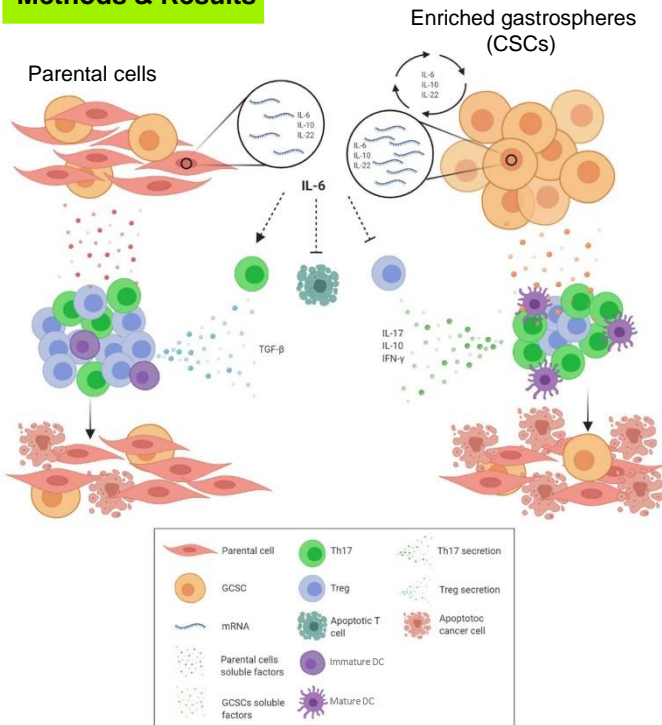 Methods & Results
Enriched gastrospheres
(CSCs)
Parental cells
IL-6
IL-10
IL-22
IL-6
IL-10
IL-22
IL-6
IL-10
IL-22
IL-6
TGF-β
IL-17
IL-10
IFN-γ
Parental cell
Th17
Th17 secretion
GCSC
Treg
Treg secretion
mRNA
Apoptotic T
cell
Apoptotoc
cancer cell
Parental cells
soluble factors
Immature DC
GCSCs soluble
factors
Mature DC